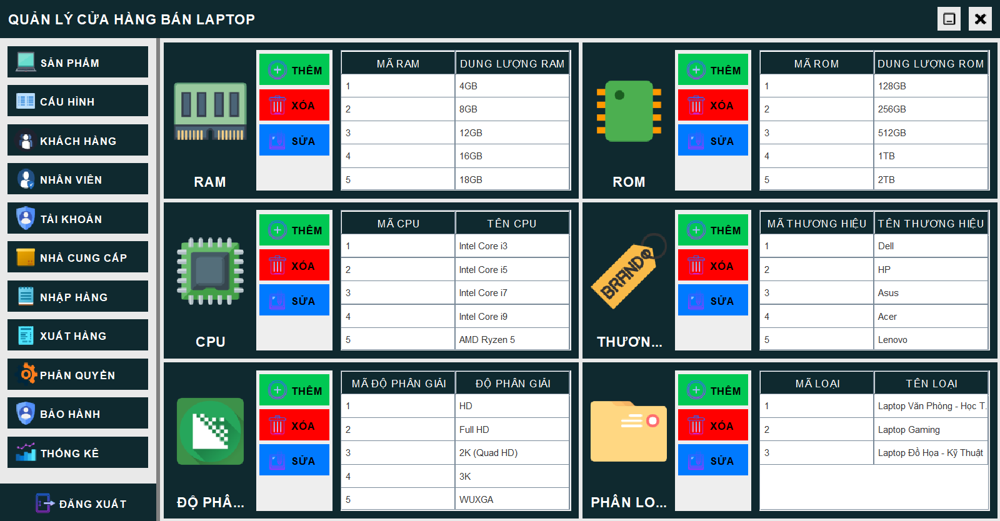 QUẢN LÝ CỬA HÀNG BÁN LAPTOP
SẢN PHẨM
CẤU HÌNH
KHÁCH HÀNG
NHÂN VIÊN
TÀI KHOẢN
NHÀ CUNG CẤP
NHẬP HÀNG
XUẤT HÀNG
PHÂN QUYỀN
BẢO HÀNH
THỐNG KÊ
ĐĂNG XUẤT
RAM
THÊM
XÓA
SỬA
MÃ RAM DUNG LƯỢNG RAM
1 4GB
2 8GB
3 12GB
4 16GB
5 18GB
ROM
THÊM
XÓA
SỬA
MÃ ROM DUNG LƯỢNG ROM
1 128GB
2 256GB
3 512GB
4 1TB
5 2TB
CPU
THÊM
XÓA
SỬA
MÃ CPU TÊN CPU
1 Intel Core i3
2 Intel Core i5
3 Intel Core i7
4 Intel Core i9
5 AMD Ryzen 5
BRAND
THƯƠN...
THÊM
XÓA
SỬA
MÃ THƯƠNG HIỆU TÊN THƯƠNG HIỆU
1 Dell
2 HP
3 Asus
4 Acer
5 Lenovo
ĐỘ PHÂ...
THÊM
XÓA
SỬA
MÃ ĐỘ PHÂN GIẢI ĐỘ PHÂN GIẢI
1 HD
2 Full HD
3 2K (Quad HD)
4 3K
5 WUXGA
PHÂN LO...
THÊM
XÓA
SỬA
MÃ LOẠI TÊN LOẠI
1 Laptop Văn Phòng - Học T.
2 Laptop Gaming
3 Laptop Đồ Họa - Kỹ Thuật